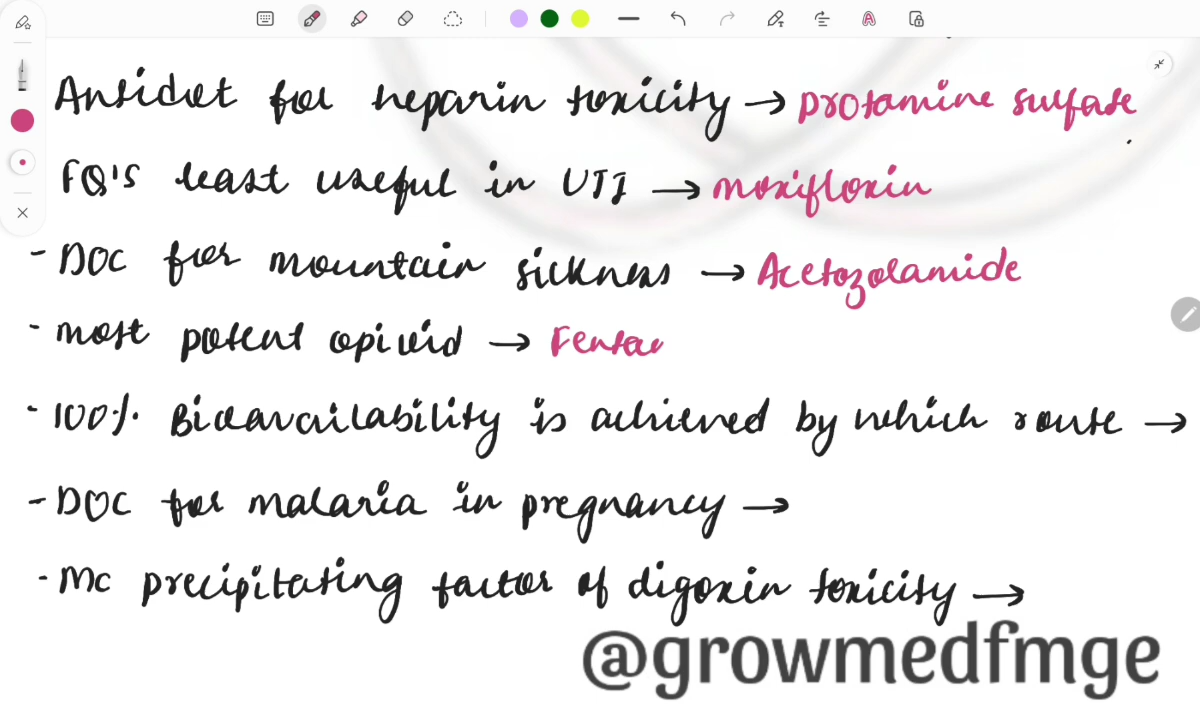 Antidot for heparin toxicity → protamine sulfate
FQ's least useful in UTI → moxifloxin
- DOC for mountain sickness → Acetozolamide
- most potent opioid → Fentan
- 100% Bioavailability is achieved by which route →
- DOC for malaria in pregnancy →
- Mc precipitating factor of digoxin toxicity →
@growmedfmge